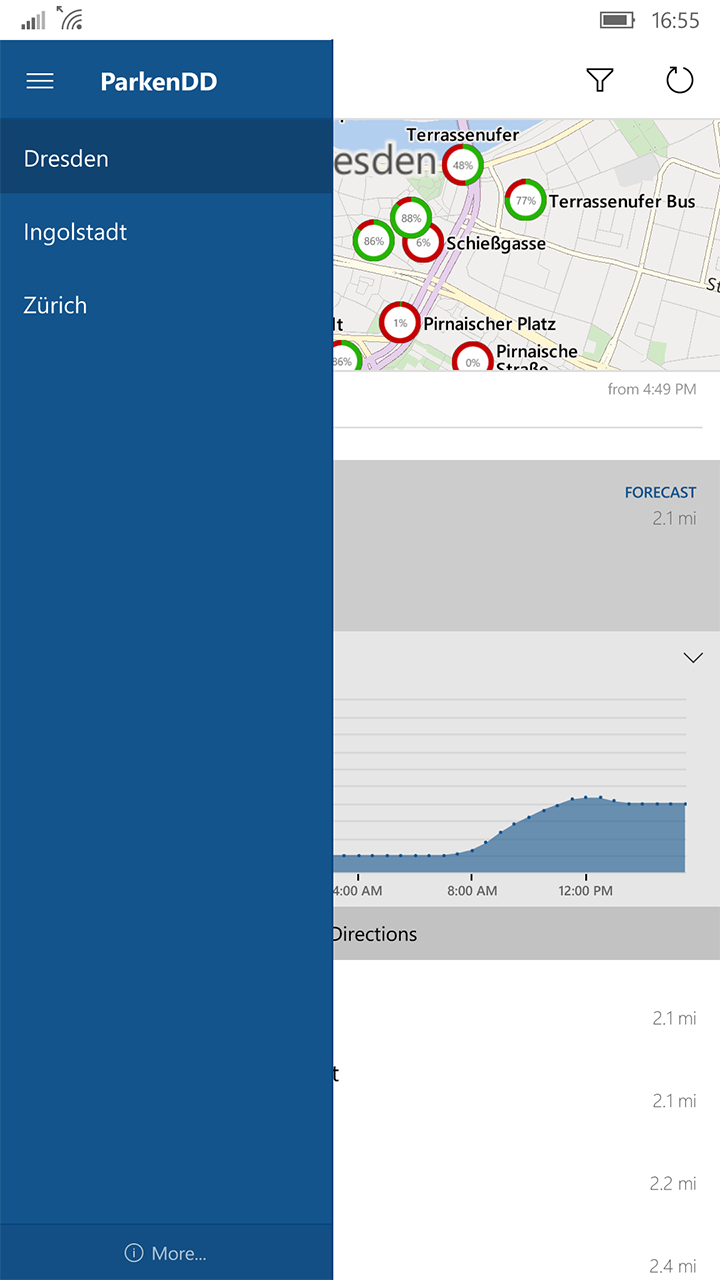 16:55
ParkenDD
Dresden
Ingolstadt
Zürich
More...
esden
Terrassenufer
48%
77%
Terrassenufer Bus
88%
86%
6%
Schießgasse
St
lt
1%
Pirnaischer Platz
86%
0%
Pirnaische
Straße
from 4:49 PM
FORECAST
2.1 mi
4:00 AM
8:00 AM
12:00 PM
Directions
2.1 mi
t
2.1 mi
2.2 mi
2.4 mi